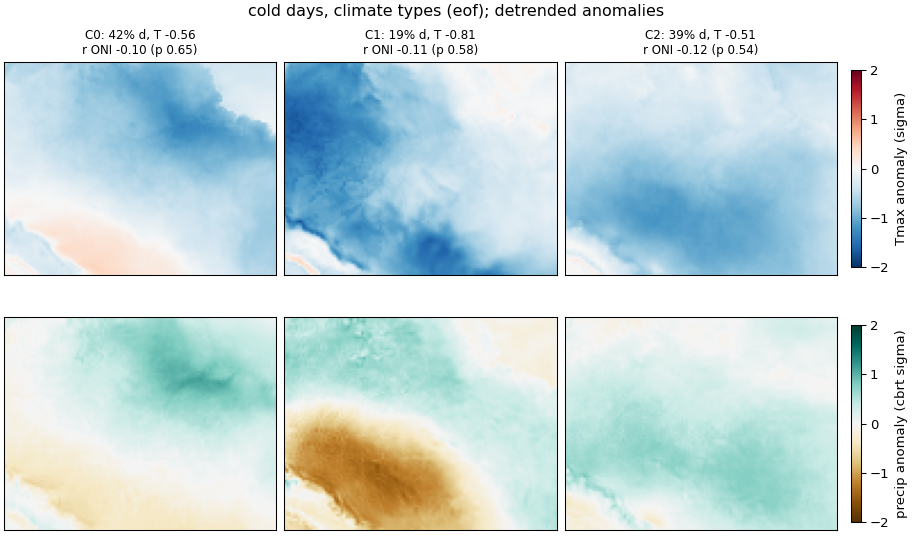 cold days, climate types (eof); detrended anomalies
C0: 42% d, T -0.56
r ONI -0.10 (p 0.65)
C1: 19% d, T -0.81
r ONI -0.11 (p 0.58)
C2: 39% d, T -0.51
r ONI -0.12 (p 0.54)
2
1
0
−1
−2
Tmax anomaly (sigma)
2
1
0
−1
−2
precip anomaly (cbrt sigma)